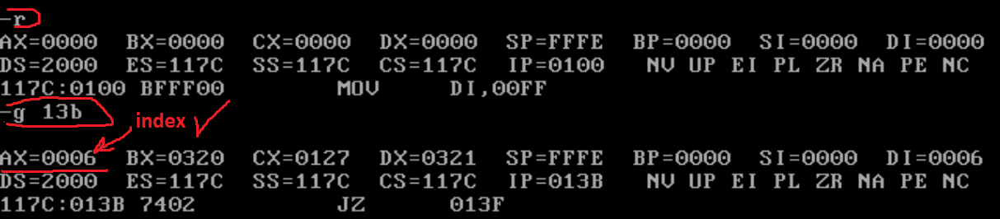 -r
AX=0000 BX=0000 CX=0000 DX=0000 SP=FFFE BP=0000 SI=0000 DI=0000
DS=2000 ES=117C SS=117C CS=117C IP=0100 NV UP EI PL ZR NA PE NC
117C:0100 BFFF00 MOV DI,00FF
-g 13b
index
AX=0006 BX=0320 CX=0127 DX=0321 SP=FFFE BP=0000 SI=0000 DI=0006
DS=2000 ES=117C SS=117C CS=117C IP=013B NV UP EI PL ZR NA PE NC
117C:013B 7402 JZ 013F